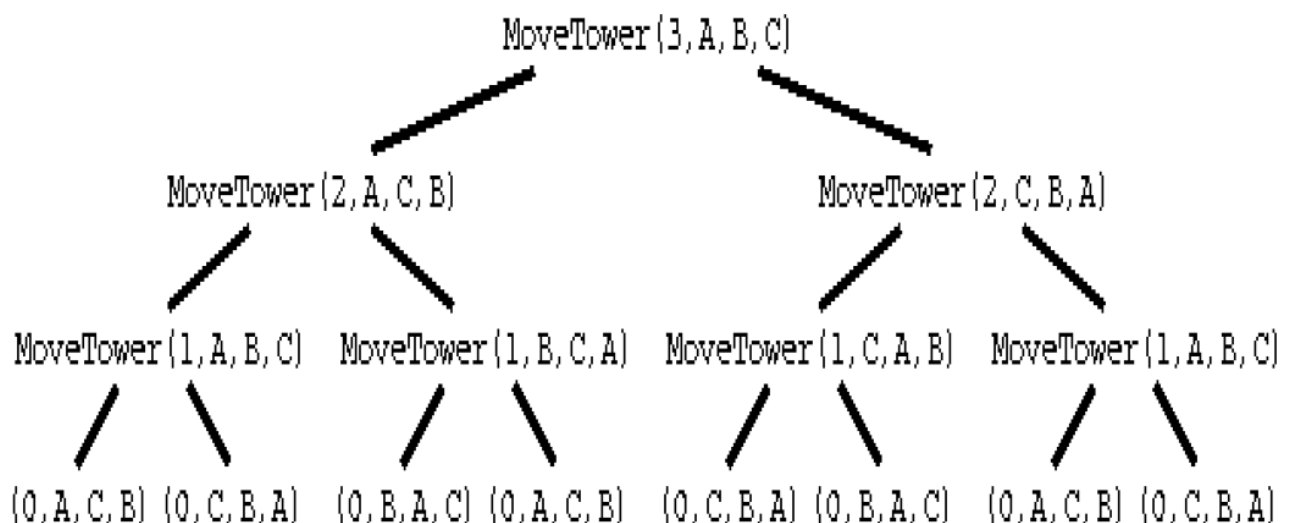 MoveTower(3,A,B,C)
MoveTower(2,A,C,B) MoveTower(2,C,B,A)
MoveTower(1,A,B,C) MoveTower(1,B,C,A) MoveTower(1,C,A,B) MoveTower(1,A,B,C)
(0,A,C,B) (0,C,B,A) (0,B,A,C) (0,A,C,B) (0,C,B,A) (0,B,A,C) (0,A,C,B) (0,C,B,A)